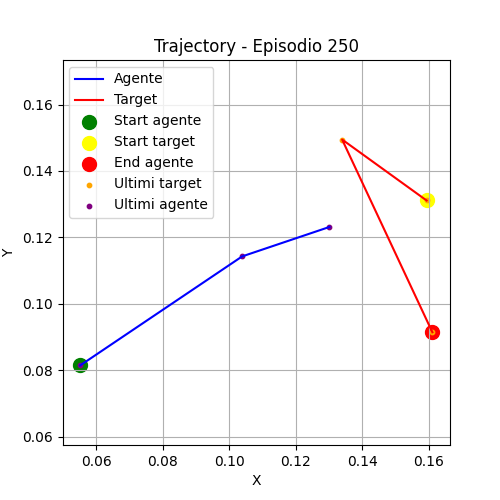 Trajectory - Episodio 250
Agente
Target
Start agente
Start target
End agente
Ultimi target
Ultimi agente
0.16
0.14
0.12
0.10
0.08
0.06
Y
0.06 0.08 0.10 0.12 0.14 0.16
X